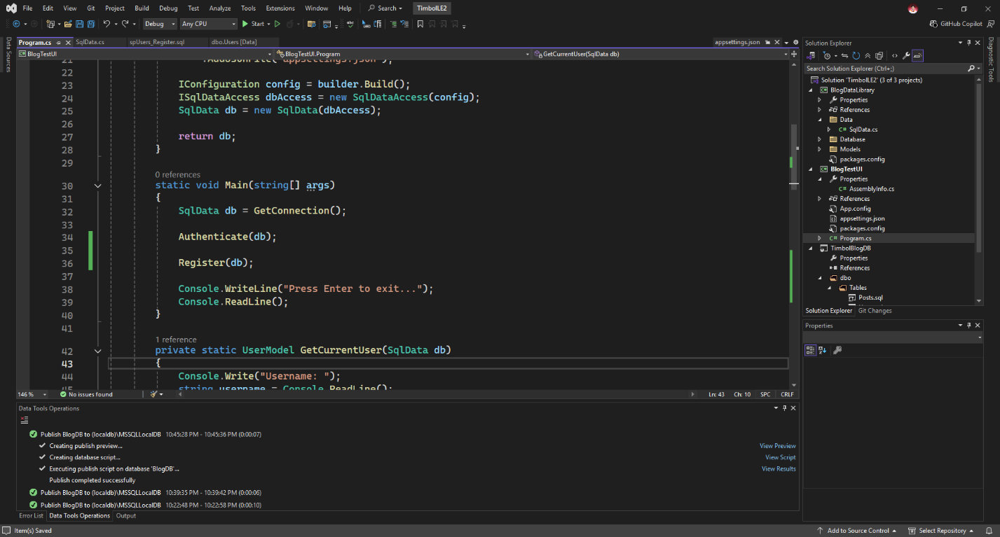 File Edit View Git Project Build Debug Test Analyze Tools Extensions Window Help Search TimbolLE2
Debug Any CPU Start GitHub Copilot
Data Sources
Program.cs SqlData.cs spUsers_Register.sql dbo.Users [Data] appsettings.json
BlogTestUI BlogTestUI.Program GetCurrentUser(SqlData db)
21 .AddJsonFile("appsettings.json");
22
23 IConfiguration config = builder.Build();
24 ISqlDataAccess dbAccess = new SqlDataAccess(config);
25 SqlData db = new SqlData(dbAccess);
26
27 return db;
28 }
29
0 references
30 static void Main(string[] args)
31 {
32 SqlData db = GetConnection();
33
34 Authenticate(db);
35
36 Register(db);
37
38 Console.WriteLine("Press Enter to exit...");
39 Console.ReadLine();
40 }
41
1 reference
42 private static UserModel GetCurrentUser(SqlData db)
43 {
44 Console.Write("Username: ");
45 string username = Console.ReadLine();
146 % No issues found Ln: 43 Ch: 10 SPC CRLF
Data Tools Operations
Publish BlogDB to (localdb)\MSSQLLocalDB 10:45:28 PM - 10:45:36 PM (0:00:07)
Creating publish preview... View Preview
Creating database script... View Script
Executing publish script on database 'BlogDB'... View Results
Publish completed successfully
Publish BlogDB to (localdb)\MSSQLLocalDB 10:39:35 PM - 10:39:42 PM (0:00:06)
Publish BlogDB to (localdb)\MSSQLLocalDB 10:22:48 PM - 10:22:58 PM (0:00:10)
Error List Data Tools Operations Output
Solution Explorer
Search Solution Explorer (Ctrl+;)
Solution 'TimbolLE2' (3 of 3 projects)
BlogDataLibrary
Properties
References
Data
C# SqlData.cs
Database
Models
packages.config
C# BlogTestUI
Properties
C# AssemblyInfo.cs
References
App.config
appsettings.json
packages.config
C# Program.cs
TimbolBlogDB
Properties
References
dbo
Tables
Posts.sql
Solution Explorer Git Changes
Properties
Diagnostic Tools
Item(s) Saved Add to Source Control Select Repository